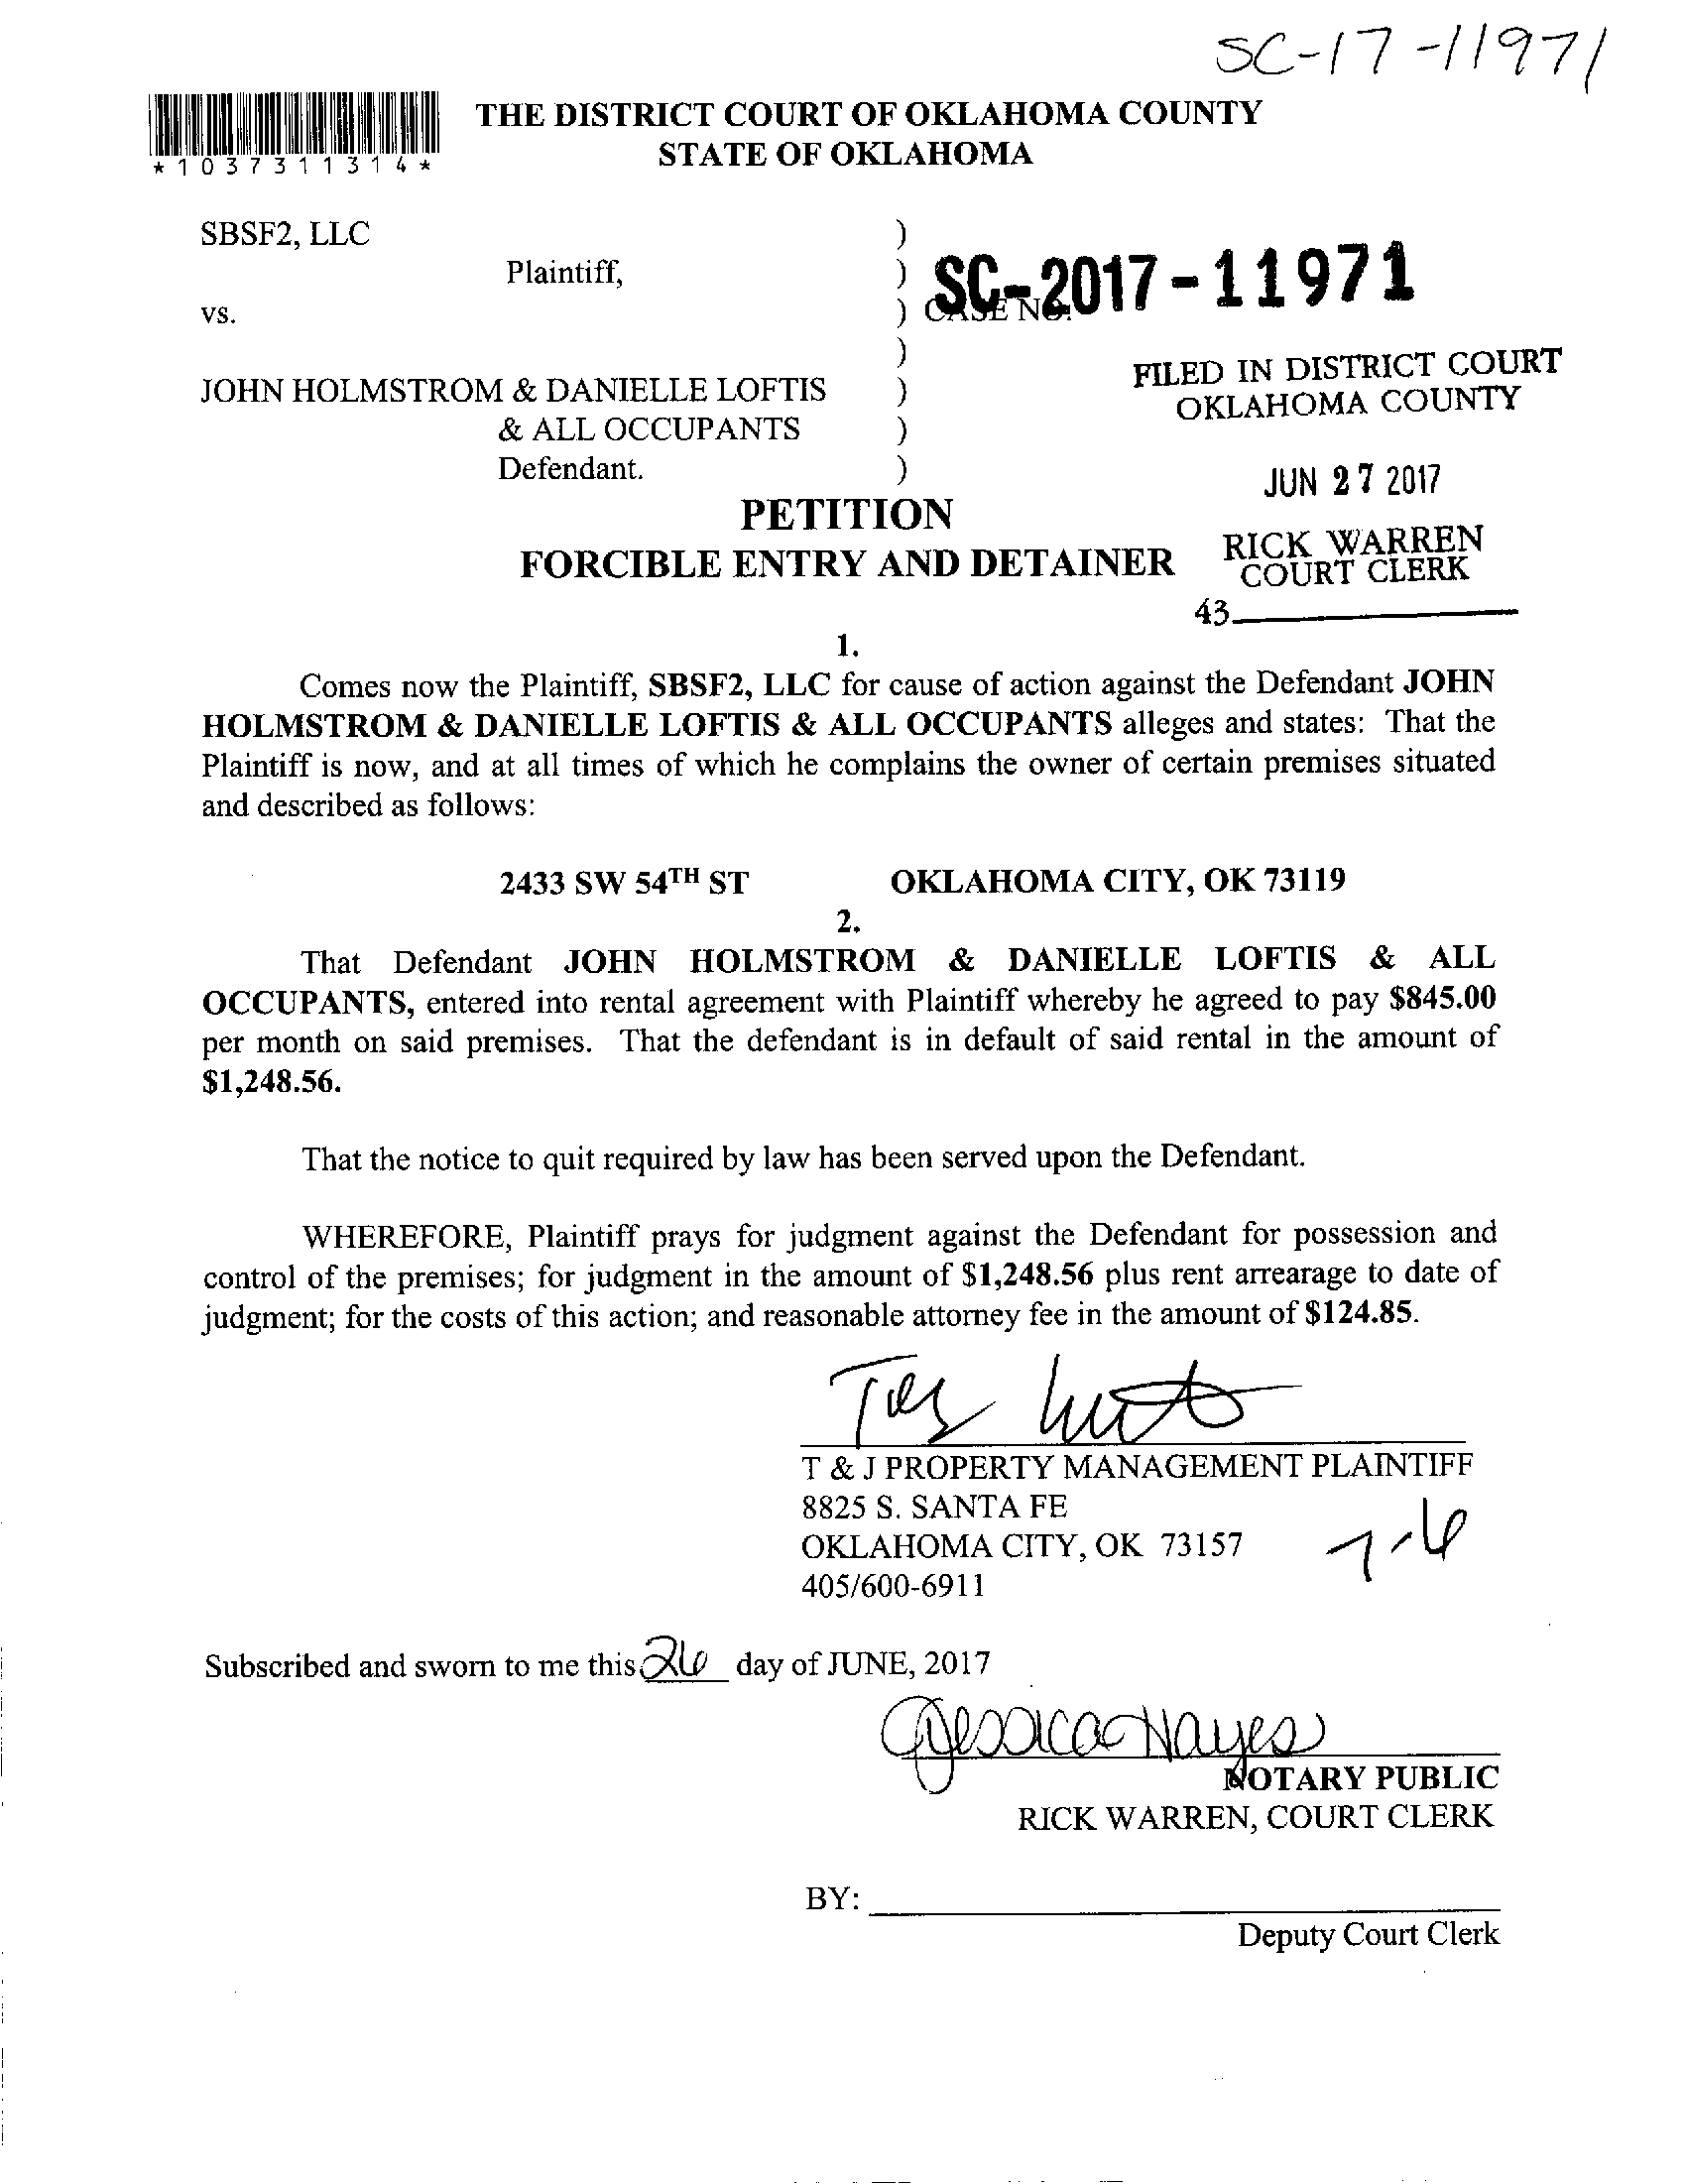 SC-17-11971
*1037311314*
THE DISTRICT COURT OF OKLAHOMA COUNTY
STATE OF OKLAHOMA
SBSF2, LLC )
Plaintiff, )
SC-2017-11971
vs. ) CASE NO.
)
JOHN HOLMSTROM & DANIELLE LOFTIS )
& ALL OCCUPANTS )
Defendant. )
FILED IN DISTRICT COURT
OKLAHOMA COUNTY
JUN 27 2017
RICK WARREN
COURT CLERK
43
PETITION
FORCIBLE ENTRY AND DETAINER
1.
Comes now the Plaintiff, SBSF2, LLC for cause of action against the Defendant JOHN
HOLMSTROM & DANIELLE LOFTIS & ALL OCCUPANTS alleges and states: That the
Plaintiff is now, and at all times of which he complains the owner of certain premises situated
and described as follows:
2433 SW 54TH ST OKLAHOMA CITY, OK 73119
2.
That Defendant JOHN HOLMSTROM & DANIELLE LOFTIS & ALL
OCCUPANTS, entered into rental agreement with Plaintiff whereby he agreed to pay $845.00
per month on said premises. That the defendant is in default of said rental in the amount of
$1,248.56.
That the notice to quit required by law has been served upon the Defendant.
WHEREFORE, Plaintiff prays for judgment against the Defendant for possession and
control of the premises; for judgment in the amount of $1,248.56 plus rent arrearage to date of
judgment; for the costs of this action; and reasonable attorney fee in the amount of $124.85.
T & J PROPERTY MANAGEMENT PLAINTIFF
8825 S. SANTA FE
OKLAHOMA CITY, OK 73157
405/600-6911
7-6
Subscribed and sworn to me this 26 day of JUNE, 2017
Jessica Hayes
NOTARY PUBLIC
RICK WARREN, COURT CLERK
BY:
Deputy Court Clerk